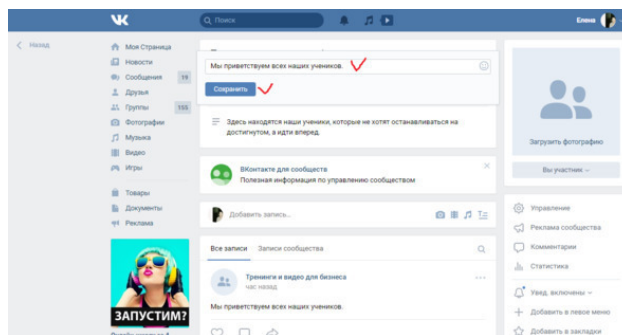 Поиск
Елена
Назад
Моя Страница
Новости
Сообщения 19
Друзья
Группы 155
Фотографии
Музыка
Видео
Игры
Товары
Документы
Реклама
ЗАПУСТИМ?
Мы приветствуем всех наших учеников.
Сохранить
Здесь находятся наши ученики, которые не хотят останавливаться на
достигнутом, а идти вперед.
ВКонтакте для сообществ
Полезная информация по управлению сообществом
Добавить запись...
Все записи Записи сообщества
Тренинги и видео для бизнеса
час назад
Мы приветствуем всех наших учеников.
Загрузить фотографию
Вы участник
Управление
Реклама сообщества
Комментарии
Статистика
Увед. включены
Добавить в левое меню
Добавить в закладки